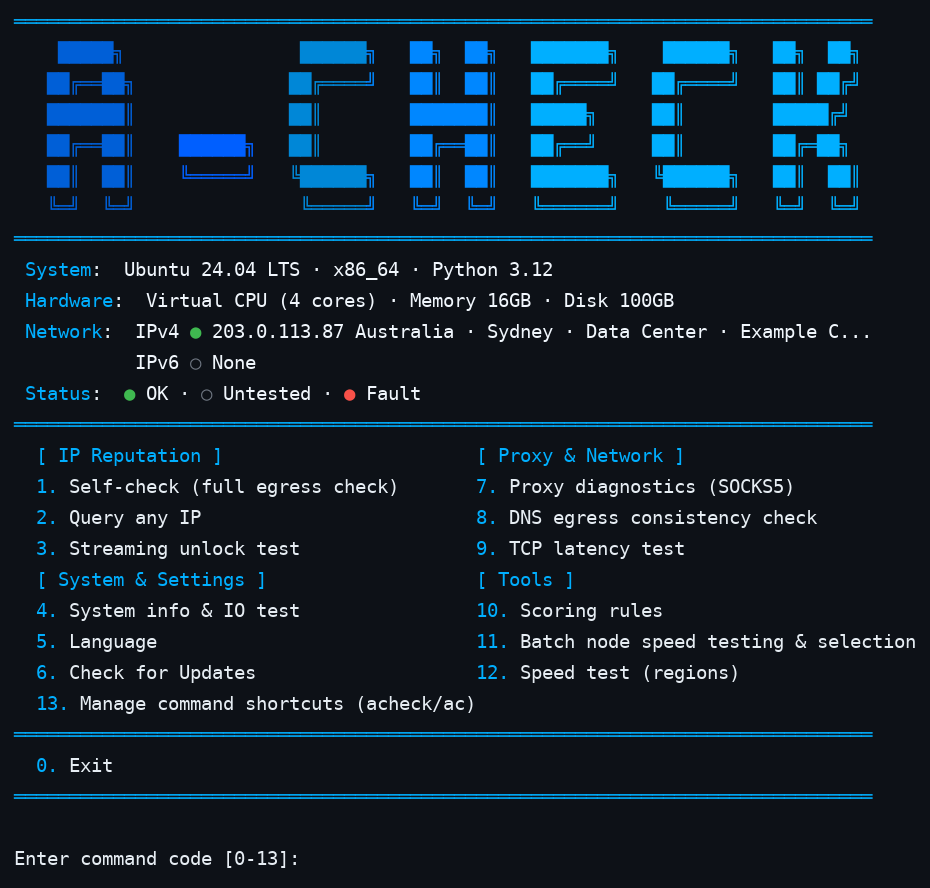 A-CHECK
System:  Ubuntu 24.04 LTS · x86_64 · Python 3.12
Hardware:  Virtual CPU (4 cores) · Memory 16GB · Disk 100GB
Network:  IPv4 ● 203.0.113.87 Australia · Sydney · Data Center · Example C...
IPv6 ○ None
Status:  ● OK · ○ Untested · ● Fault
[ IP Reputation ]
1. Self-check (full egress check)
2. Query any IP
3. Streaming unlock test
[ System & Settings ]
4. System info & IO test
5. Language
6. Check for Updates
13. Manage command shortcuts (acheck/ac)
[ Proxy & Network ]
7. Proxy diagnostics (SOCKS5)
8. DNS egress consistency check
9. TCP latency test
[ Tools ]
10. Scoring rules
11. Batch node speed testing & selection
12. Speed test (regions)
0. Exit
Enter command code [0-13]: